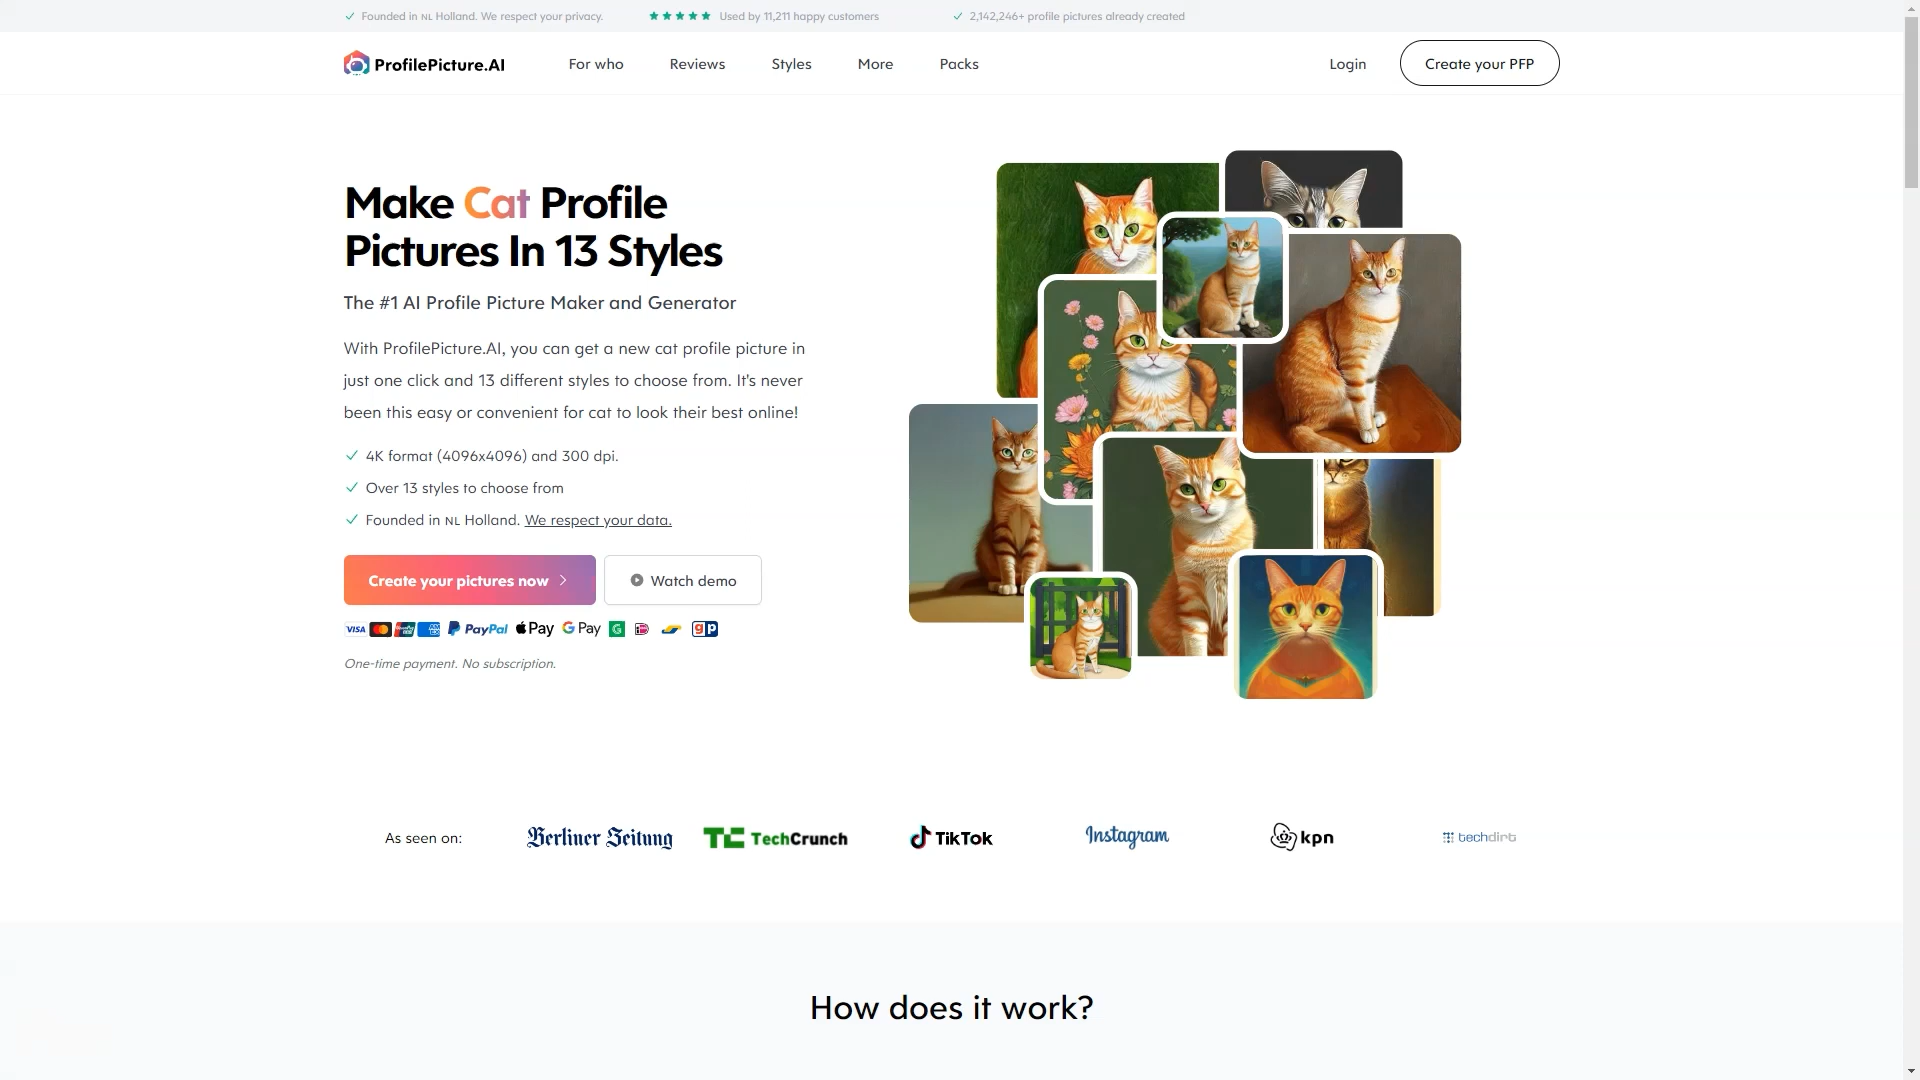 Founded in NL Holland. We respect your privacy.
Used by 11,211 happy customers
2,142,246+ profile pictures already created
ProfilePicture.AI
For who
Reviews
Styles
More
Packs
Login
Create your PFP
Make Cat Profile
Pictures In 13 Styles
The #1 AI Profile Picture Maker and Generator
With ProfilePicture.AI, you can get a new cat profile picture in
just one click and 13 different styles to choose from. It's never
been this easy or convenient for cat to look their best online!
4K format (4096x4096) and 300 dpi.
Over 13 styles to choose from
Founded in NL Holland. We respect your data.
Create your pictures now
Watch demo
VISA
PayPal
Pay
G Pay
One-time payment. No subscription.
As seen on:
Berliner Zeitung
TechCrunch
TikTok
Instagram
kpn
techdirt
How does it work?